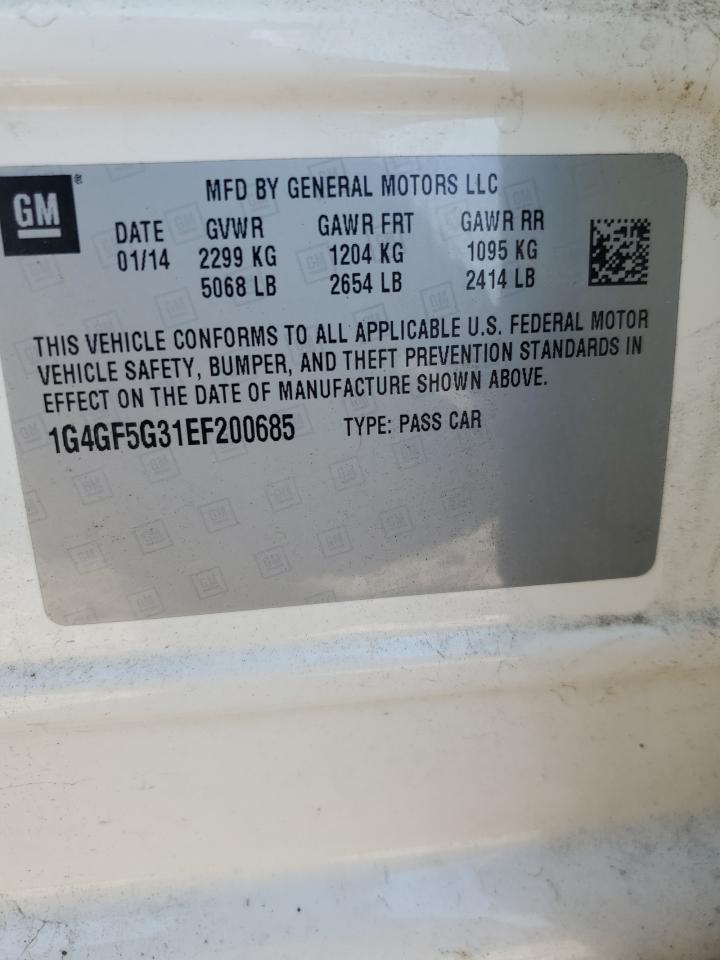 GM®
MFD BY GENERAL MOTORS LLC
DATE GVWR GAWR FRT GAWR RR
01/14 2299 KG 1204 KG 1095 KG
5068 LB 2654 LB 2414 LB
THIS VEHICLE CONFORMS TO ALL APPLICABLE U.S. FEDERAL MOTOR
VEHICLE SAFETY, BUMPER, AND THEFT PREVENTION STANDARDS IN
EFFECT ON THE DATE OF MANUFACTURE SHOWN ABOVE.
1G4GF5G31EF200685 TYPE: PASS CAR